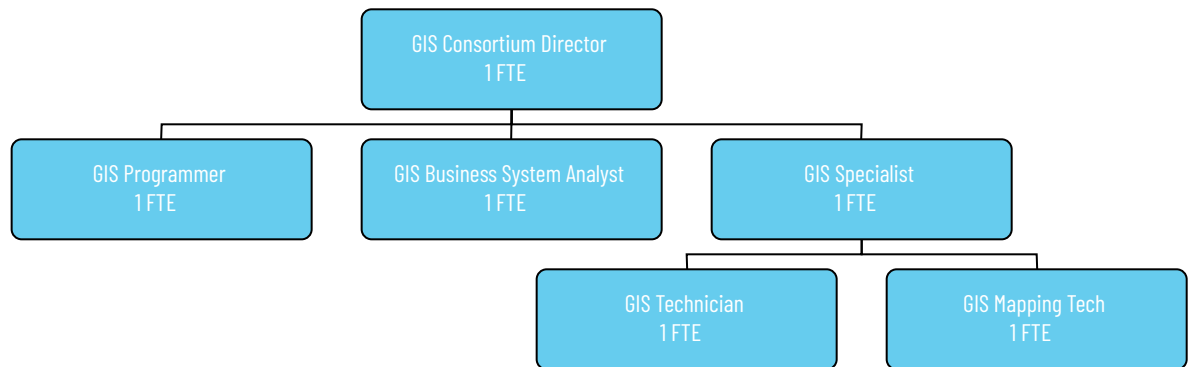 GIS Consortium Director
1 FTE
GIS Programmer
1 FTE
GIS Business System Analyst
1 FTE
GIS Specialist
1 FTE
GIS Technician
1 FTE
GIS Mapping Tech
1 FTE